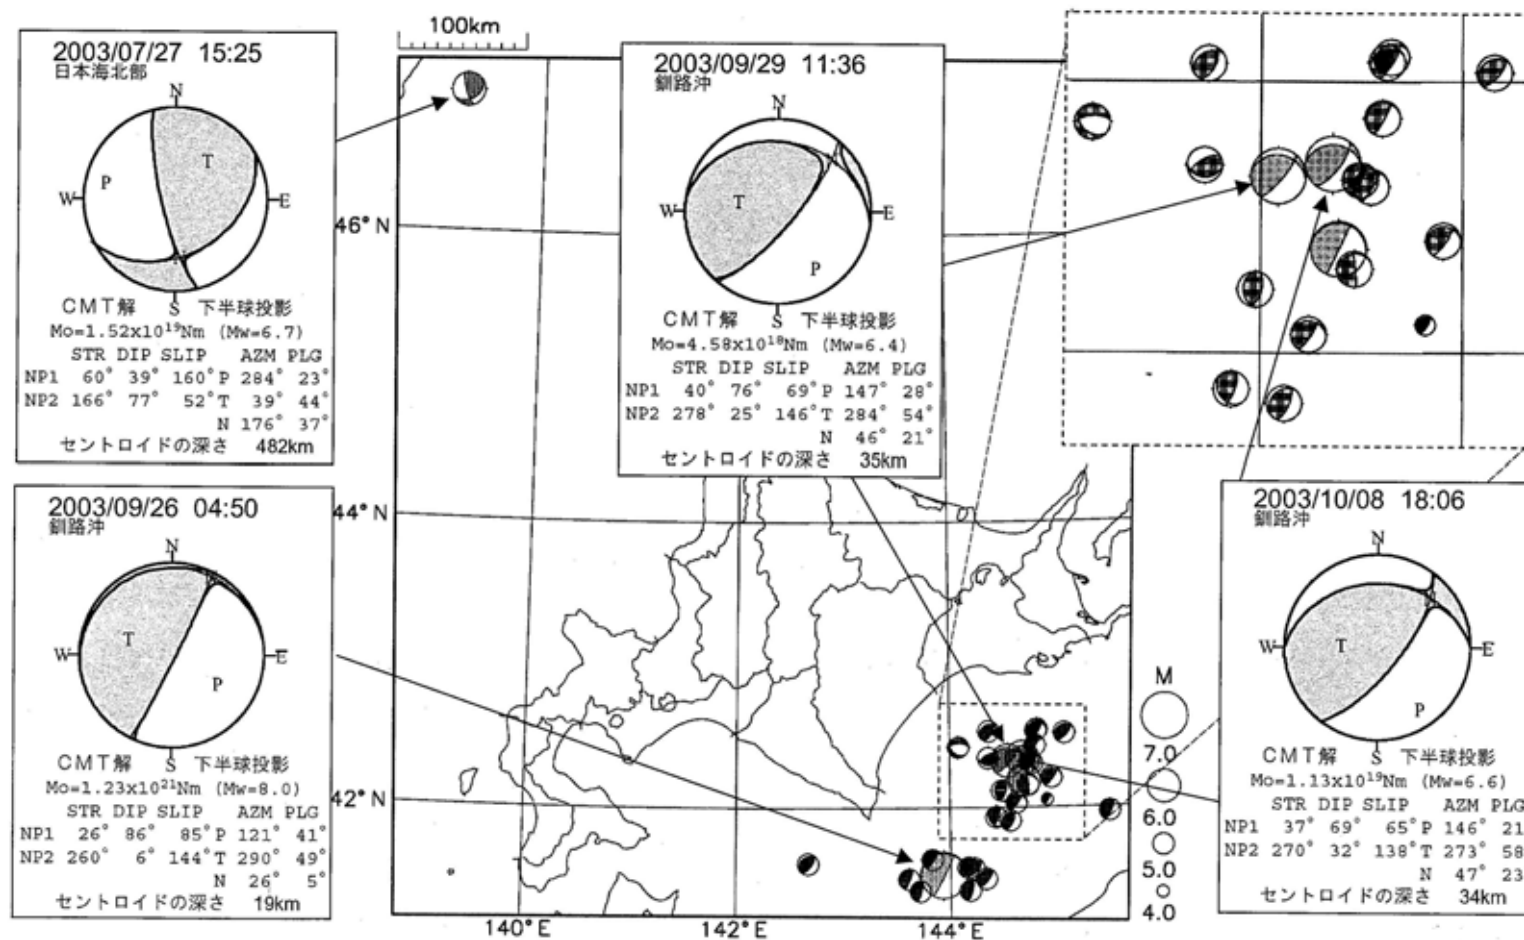 100km
2003/07/27 15:25
日本海北部
N
T
P
W
E
S
CMT解 下半球投影
Mo=1.52x10¹⁹Nm (Mw=6.7)
STR DIP SLIP AZM PLG
NP1 60° 39° 160° P 284° 23°
NP2 166° 77° 52° T 39° 44°
N 176° 37°
セントロイドの深さ 482km
2003/09/29 11:36
釧路沖
N
T
W
E
P
S
CMT解 下半球投影
Mo=4.58x10¹⁸Nm (Mw=6.4)
STR DIP SLIP AZM PLG
NP1 40° 76° 69° P 147° 28°
NP2 278° 25° 146° T 284° 54°
N 46° 21°
セントロイドの深さ 35km
46°N
44°N
42°N
2003/09/26 04:50
釧路沖
N
T
W
E
P
S
CMT解 下半球投影
Mo=1.23x10²¹Nm (Mw=8.0)
STR DIP SLIP AZM PLG
NP1 26° 86° 85° P 121° 41°
NP2 260° 6° 144° T 290° 49°
N 26° 5°
セントロイドの深さ 19km
2003/10/08 18:06
釧路沖
N
T
W
E
P
S
CMT解 下半球投影
Mo=1.13x10¹⁹Nm (Mw=6.6)
STR DIP SLIP AZM PLG
NP1 37° 69° 65° P 146° 21
NP2 270° 32° 138° T 273° 58
N 47° 23
セントロイドの深さ 34km
M
7.0
6.0
5.0
4.0
140°E
142°E
144°E